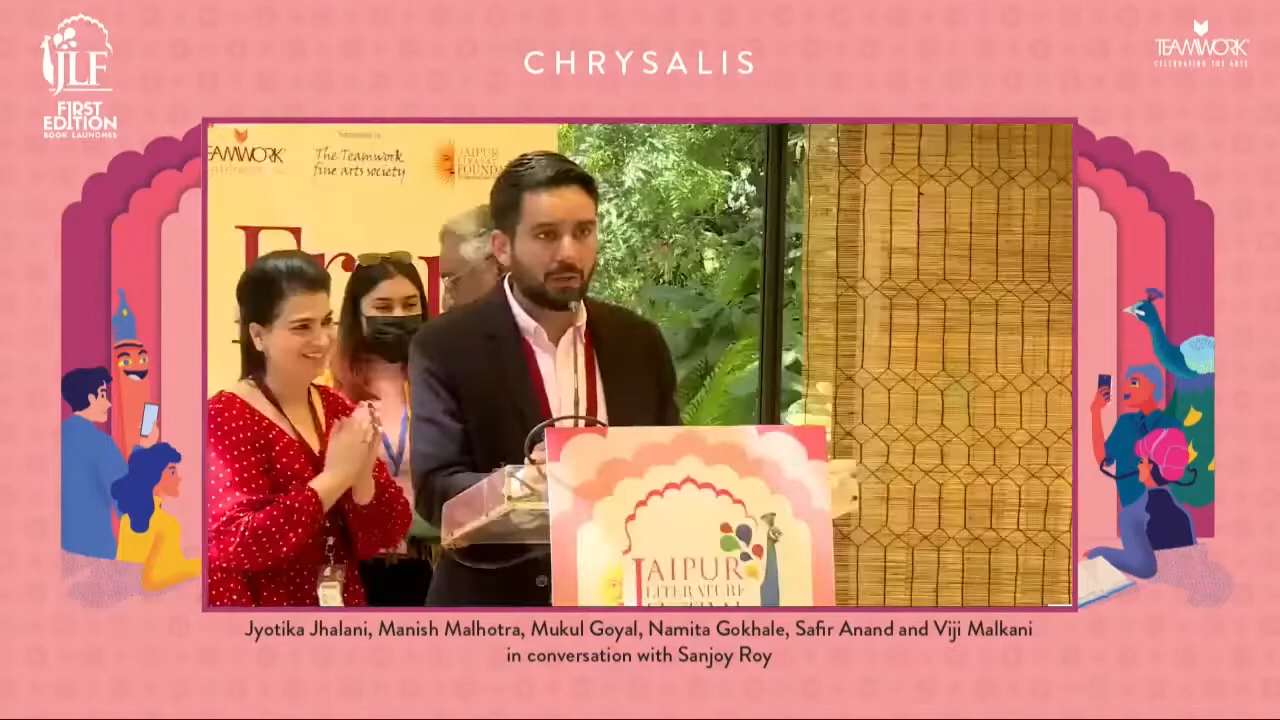 JLF
FIRST
EDITION
BOOK LAUNCHES
CHRYSALIS
TEAMWORK
CELEBRATING THE ARTS
TEAMWORK
The Teamwork
fine arts society
JAIPUR
JAIPUR
LITERATURE
Jyotika Jhalani, Manish Malhotra, Mukul Goyal, Namita Gokhale, Safir Anand and Viji Malkani
in conversation with Sanjoy Roy